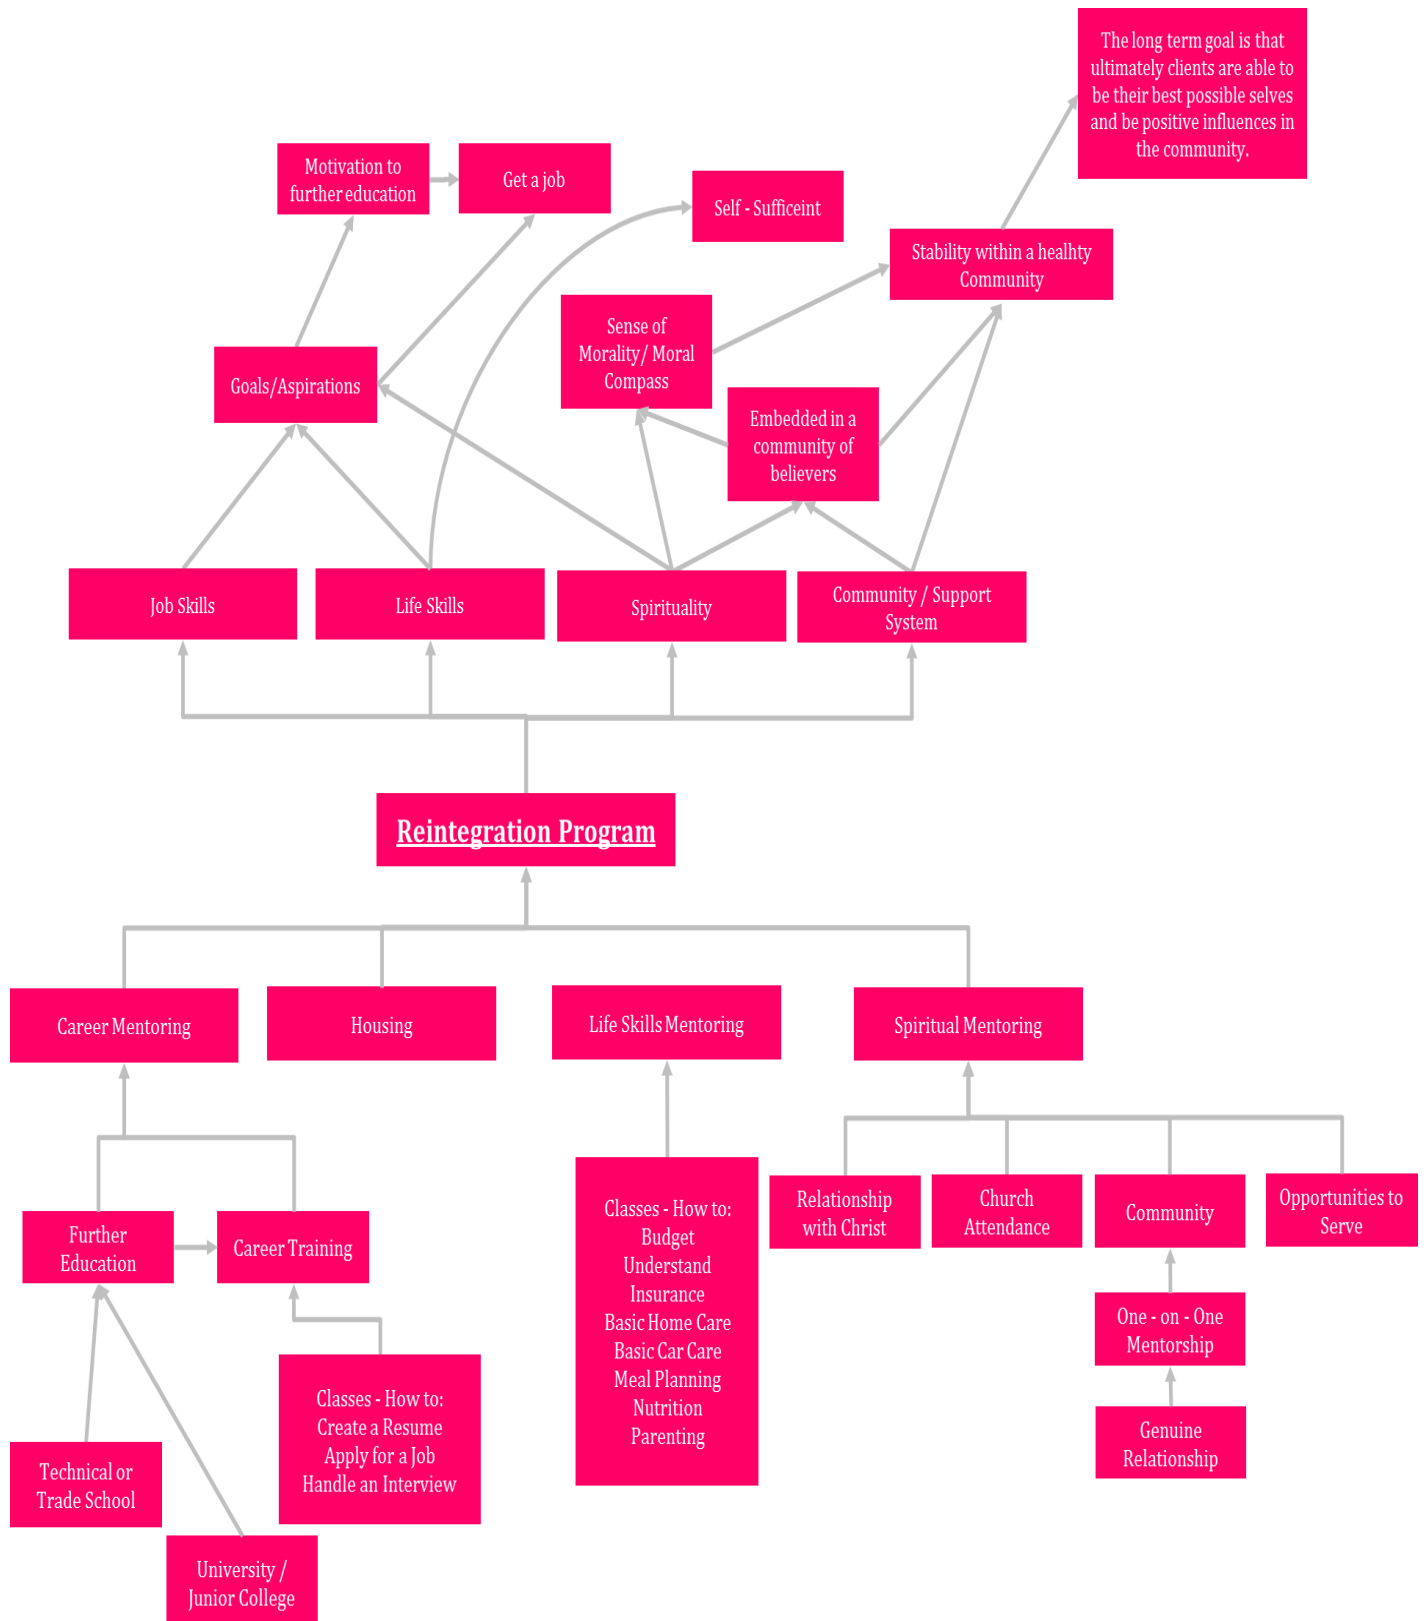 The long term goal is that
ultimately clients are able to
be their best possible selves
and be positive influences in
the community.
Motivation to
further education
Get a job
Self - Sufficeint
Stability within a healhty
Community
Sense of
Morality/ Moral
Compass
Goals/Aspirations
Embedded in a
community of
believers
Job Skills
Life Skills
Spirituality
Community / Support
System
Reintegration Program
Career Mentoring
Housing
Life Skills Mentoring
Spiritual Mentoring
Further
Education
Career Training
Classes - How to:
Budget
Understand
Insurance
Basic Home Care
Basic Car Care
Meal Planning
Nutrition
Parenting
Relationship
with Christ
Church
Attendance
Community
Opportunities to
Serve
One - on - One
Mentorship
Genuine
Relationship
Classes - How to:
Create a Resume
Apply for a Job
Handle an Interview
Technical or
Trade School
University /
Junior College